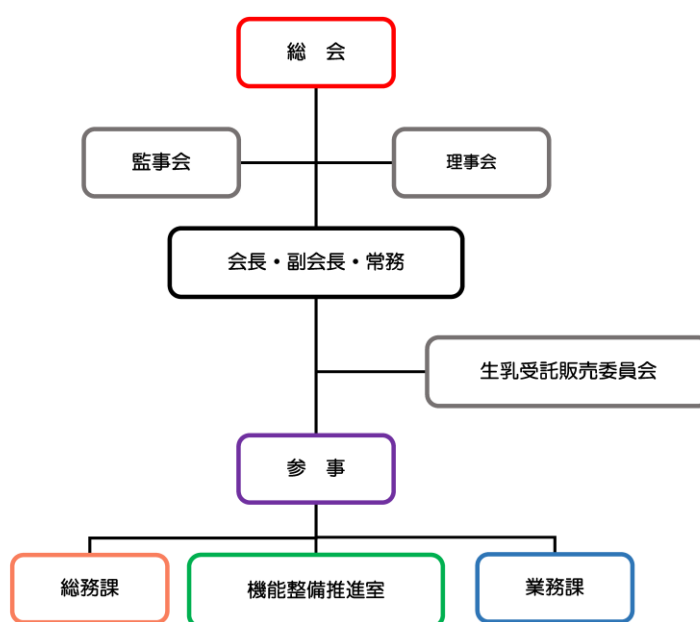 総　会
監事会
理事会
会長・副会長・常務
生乳受託販売委員会
参　事
総務課
機能整備推進室
業務課